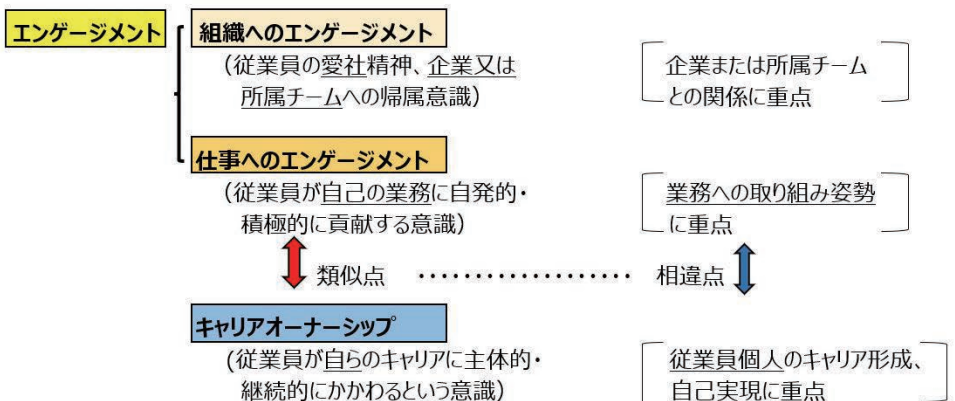 エンゲージメント
組織へのエンゲージメント
(従業員の愛社精神、企業又は
所属チームへの帰属意識)
企業または所属チーム
との関係に重点
仕事へのエンゲージメント
(従業員が自己の業務に自発的・
積極的に貢献する意識)
業務への取り組み姿勢
に重点
類似点 ・・・・・・・・・・・・・・・・・・・ 相違点
キャリアオーナーシップ
(従業員が自らのキャリアに主体的・
継続的にかかわるという意識)
従業員個人のキャリア形成、
自己実現に重点